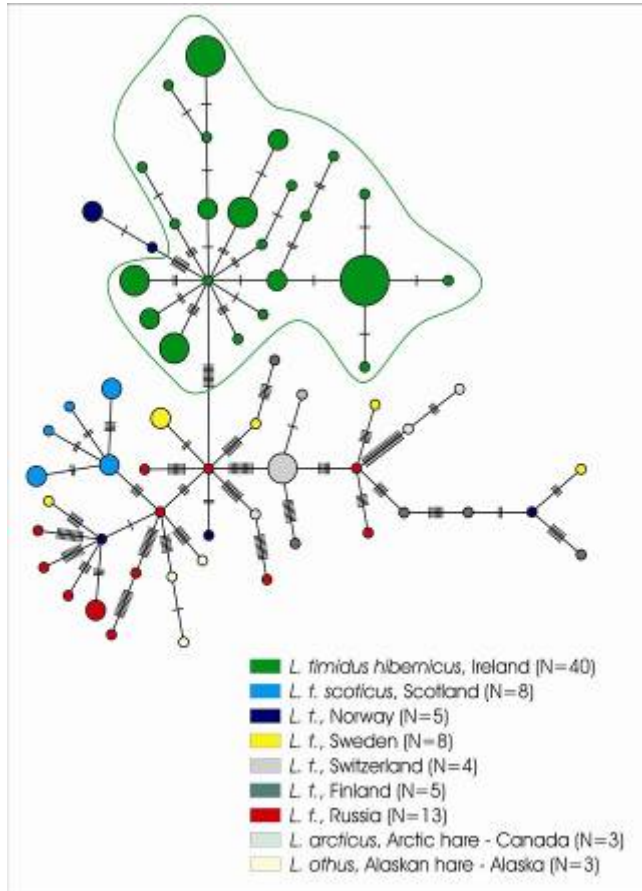 L. timidus hibernicus, Ireland (N=40)
L. t. scoticus, Scotland (N=8)
L. t., Norway (N=5)
L. t., Sweden (N=8)
L. t., Switzerland (N=4)
L. t., Finland (N=5)
L. t., Russia (N=13)
L. arcticus, Arctic hare - Canada (N=3)
L. othus, Alaskan hare - Alaska (N=3)